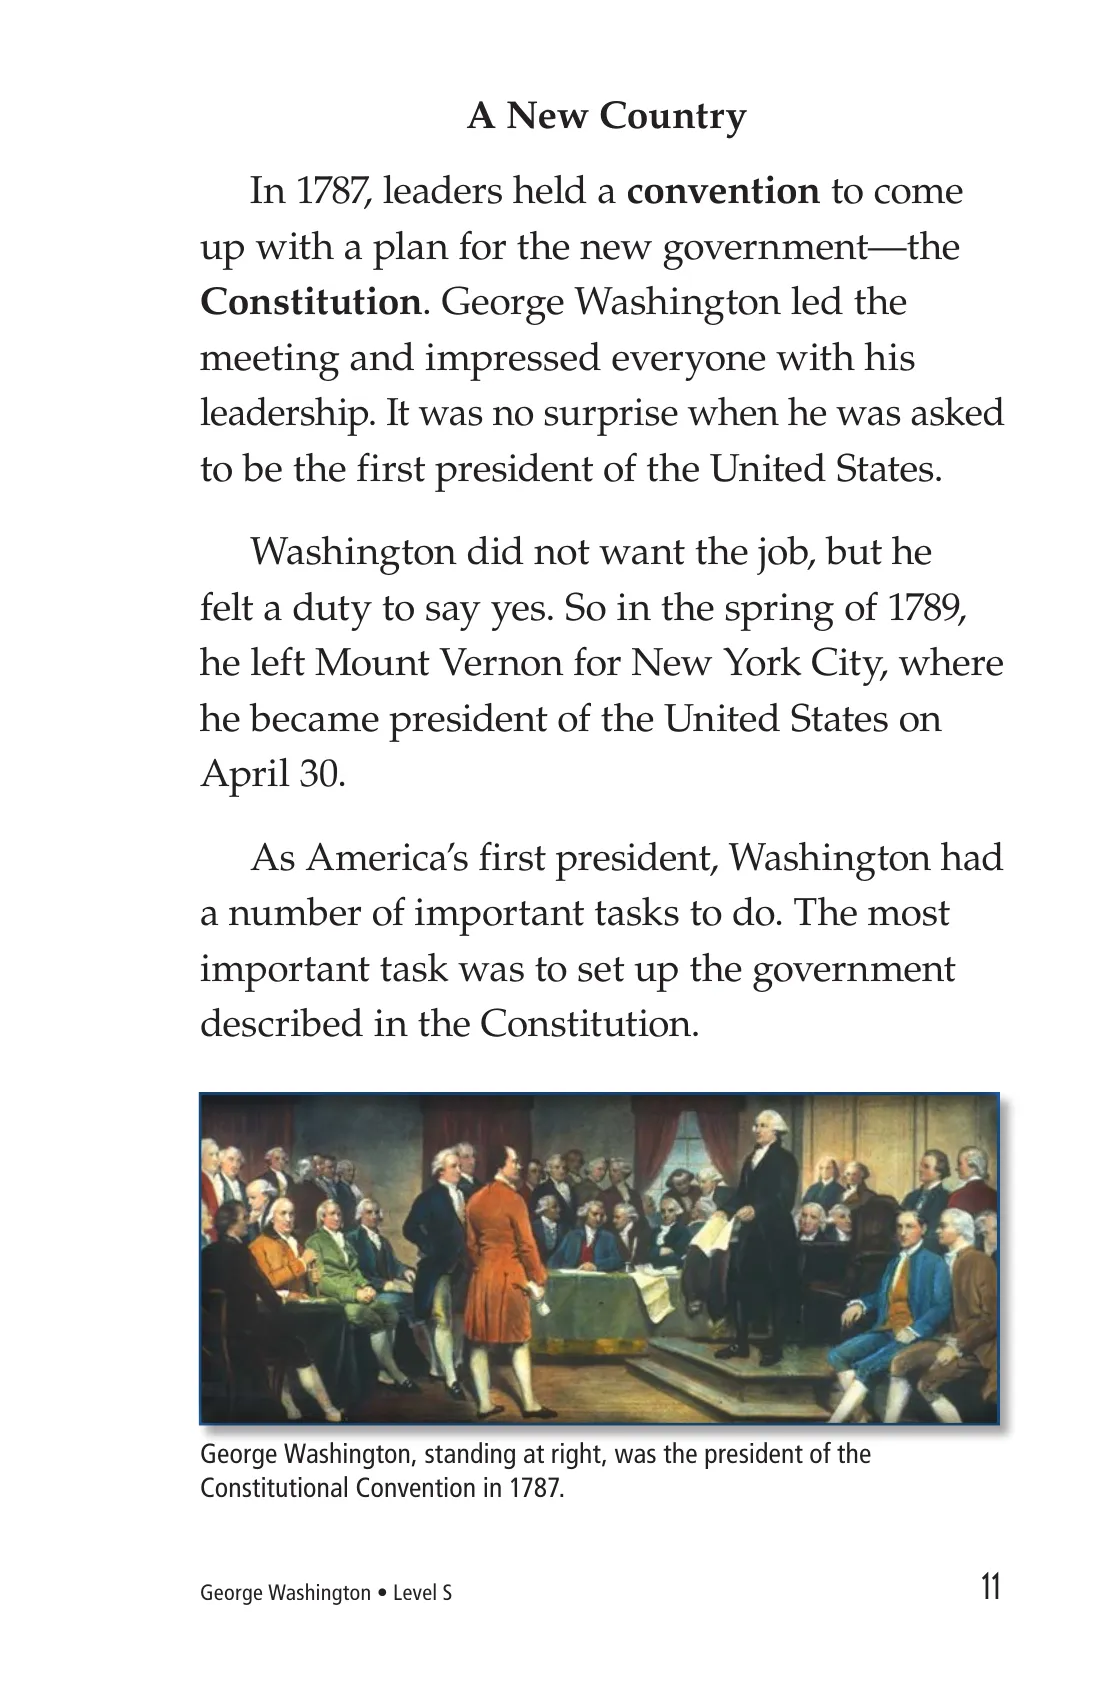 A New Country
In 1787, leaders held a convention to come
up with a plan for the new government—the
Constitution. George Washington led the
meeting and impressed everyone with his
leadership. It was no surprise when he was asked
to be the first president of the United States.
Washington did not want the job, but he
felt a duty to say yes. So in the spring of 1789,
he left Mount Vernon for New York City, where
he became president of the United States on
April 30.
As America’s first president, Washington had
a number of important tasks to do. The most
important task was to set up the government
described in the Constitution.
George Washington, standing at right, was the president of the
Constitutional Convention in 1787.
George Washington • Level S
11